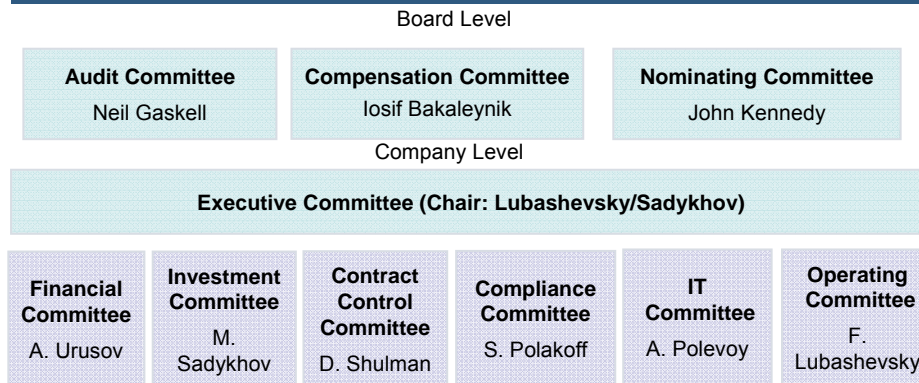 Board Level
Audit Committee
Neil Gaskell
Compensation Committee
Iosif Bakaleynik
Nominating Committee
John Kennedy
Company Level
Executive Committee (Chair: Lubashevsky/Sadykhov)
Financial
Committee
A. Urusov
Investment
Committee
M.
Sadykhov
Contract
Control
Committee
D. Shulman
Compliance
Committee
S. Polakoff
IT
Committee
A. Polevoy
Operating
Committee
F.
Lubashevsky